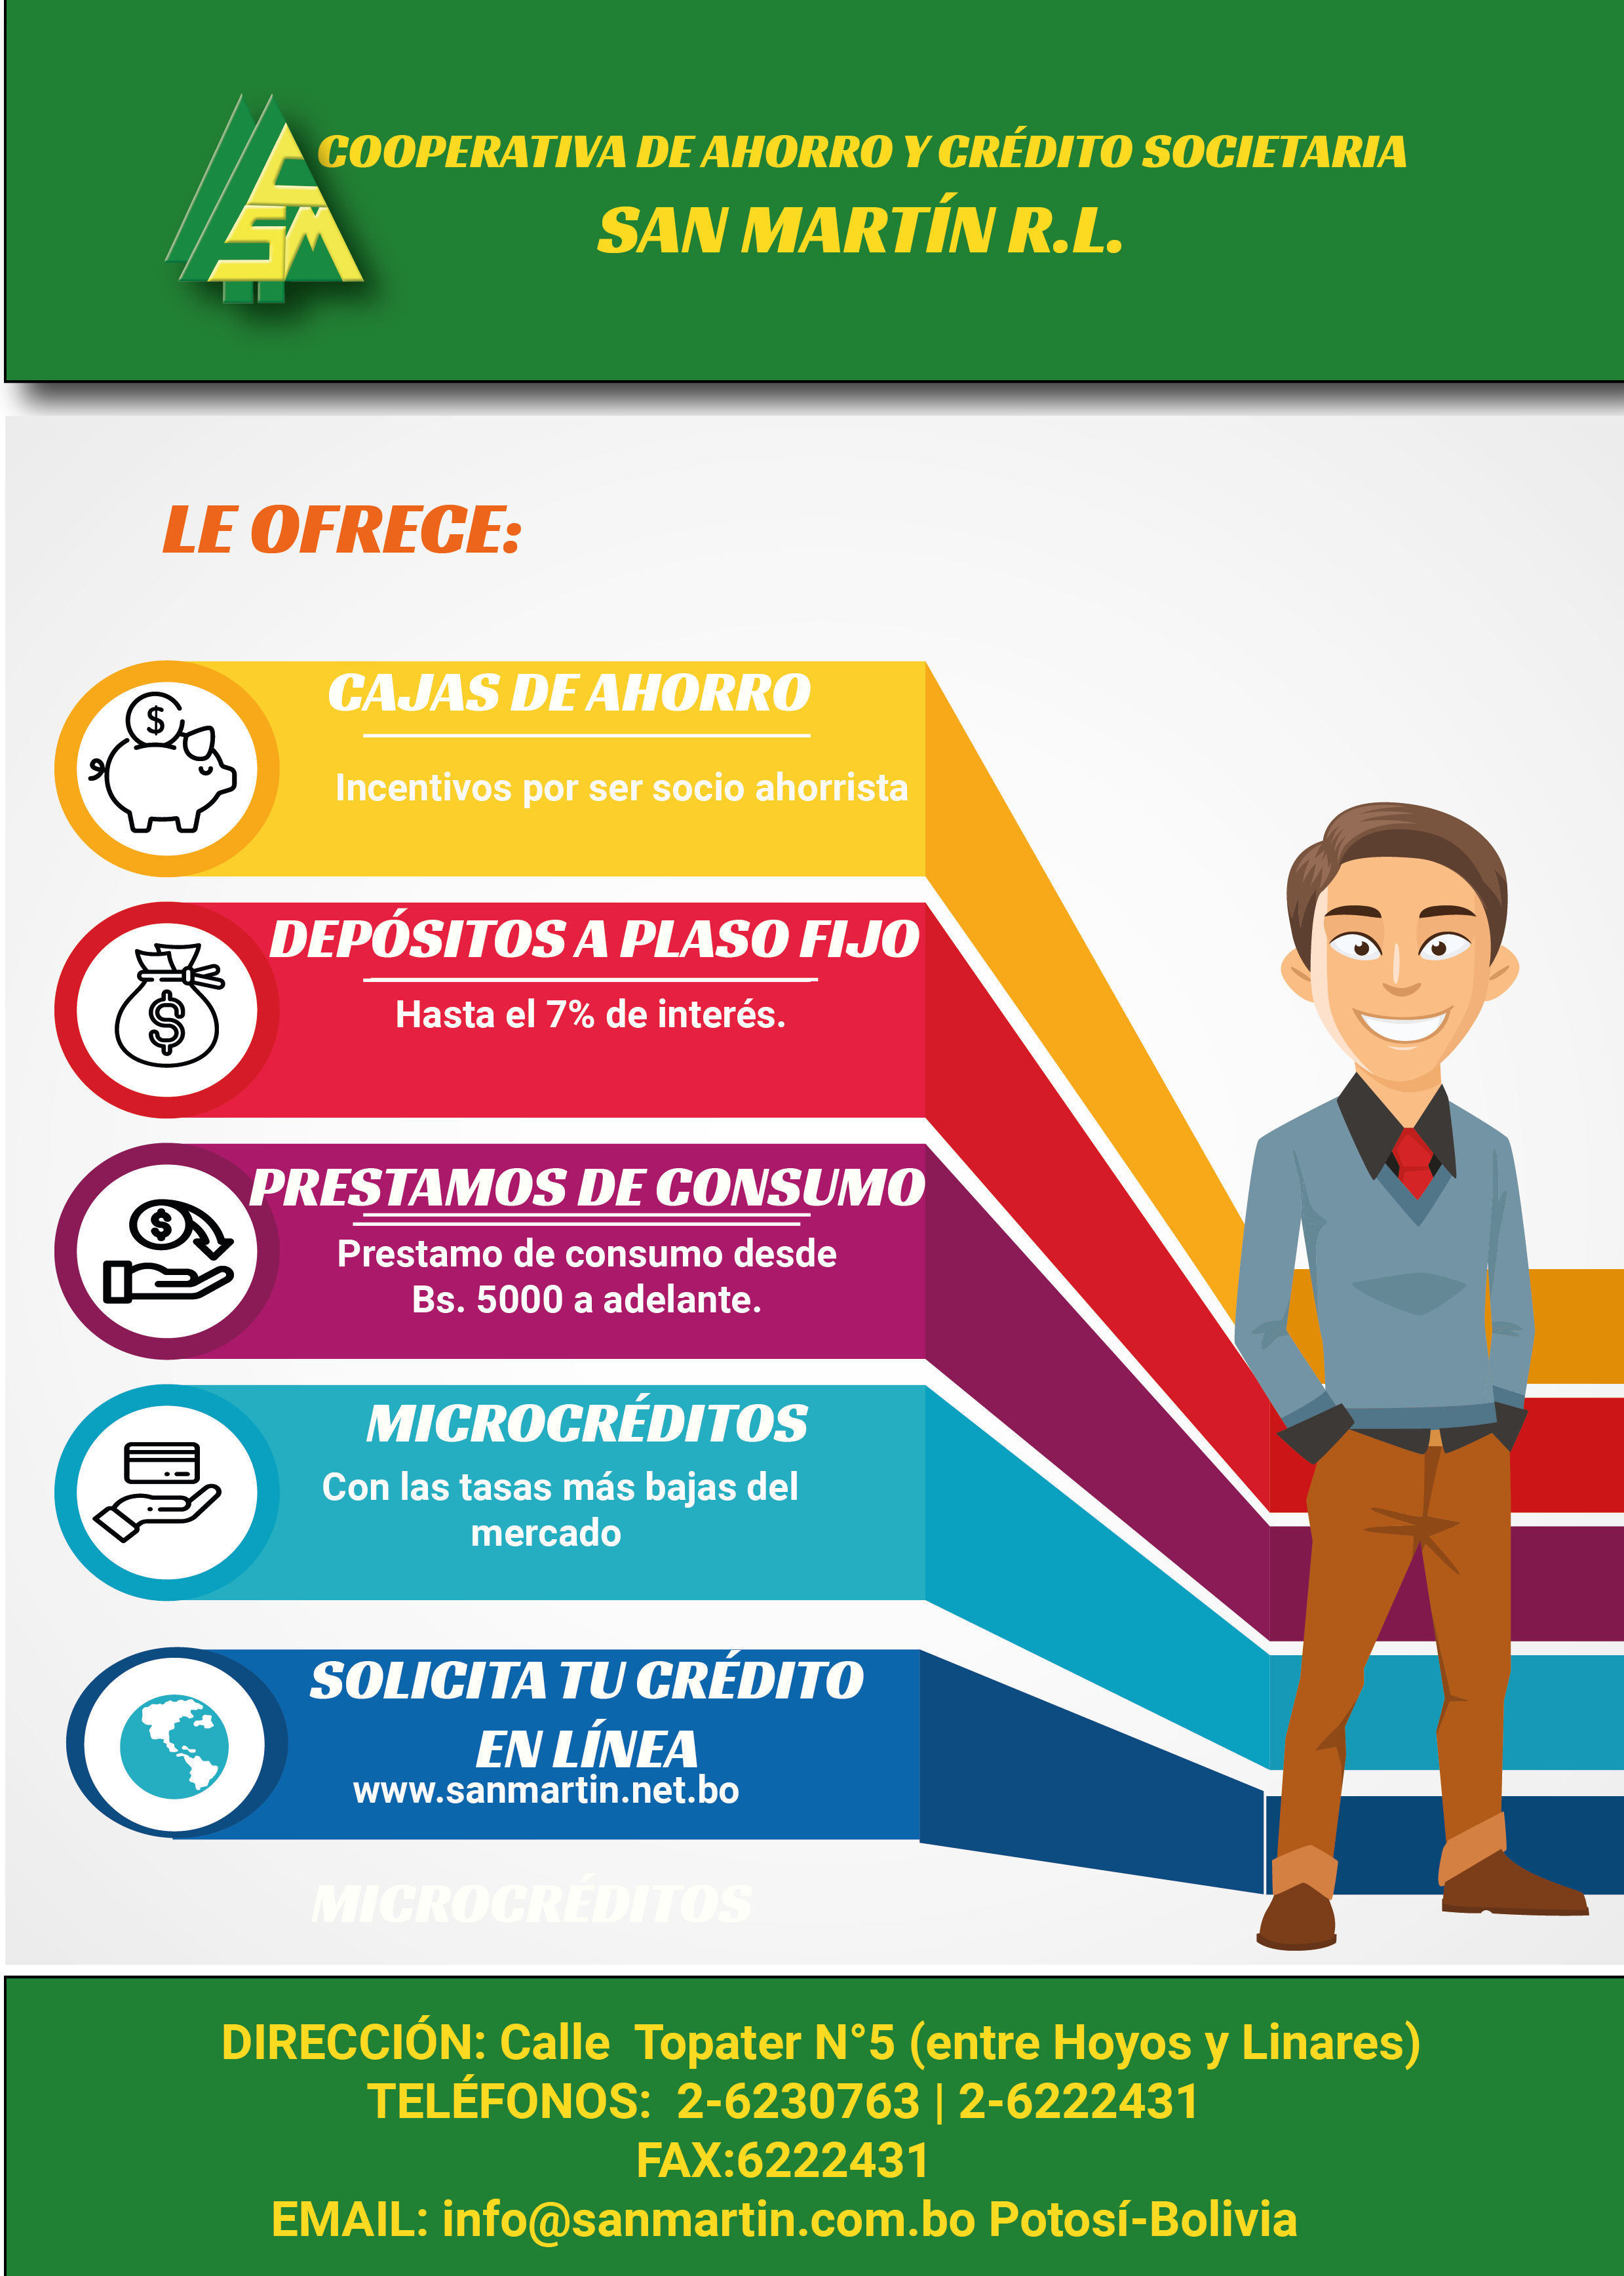 COOPERATIVA DE AHORRO Y CRÉDITO SOCIETARIA
SAN MARTÍN R.L.
SM
LE OFRECE:
CAJAS DE AHORRO
Incentivos por ser socio ahorrista
DEPÓSITOS A PLASO FIJO
Hasta el 7% de interés.
PRESTAMOS DE CONSUMO
Prestamo de consumo desde
Bs. 5000 a adelante.
MICROCRÉDITOS
Con las tasas más bajas del
mercado
SOLICITA TU CRÉDITO
EN LÍNEA
www.sanmartin.net.bo
MICROCRÉDITOS
DIRECCIÓN: Calle  Topater N°5 (entre Hoyos y Linares)
TELÉFONOS:  2-6230763 | 2-6222431
FAX:6222431
EMAIL: info@sanmartin.com.bo Potosí-Bolivia